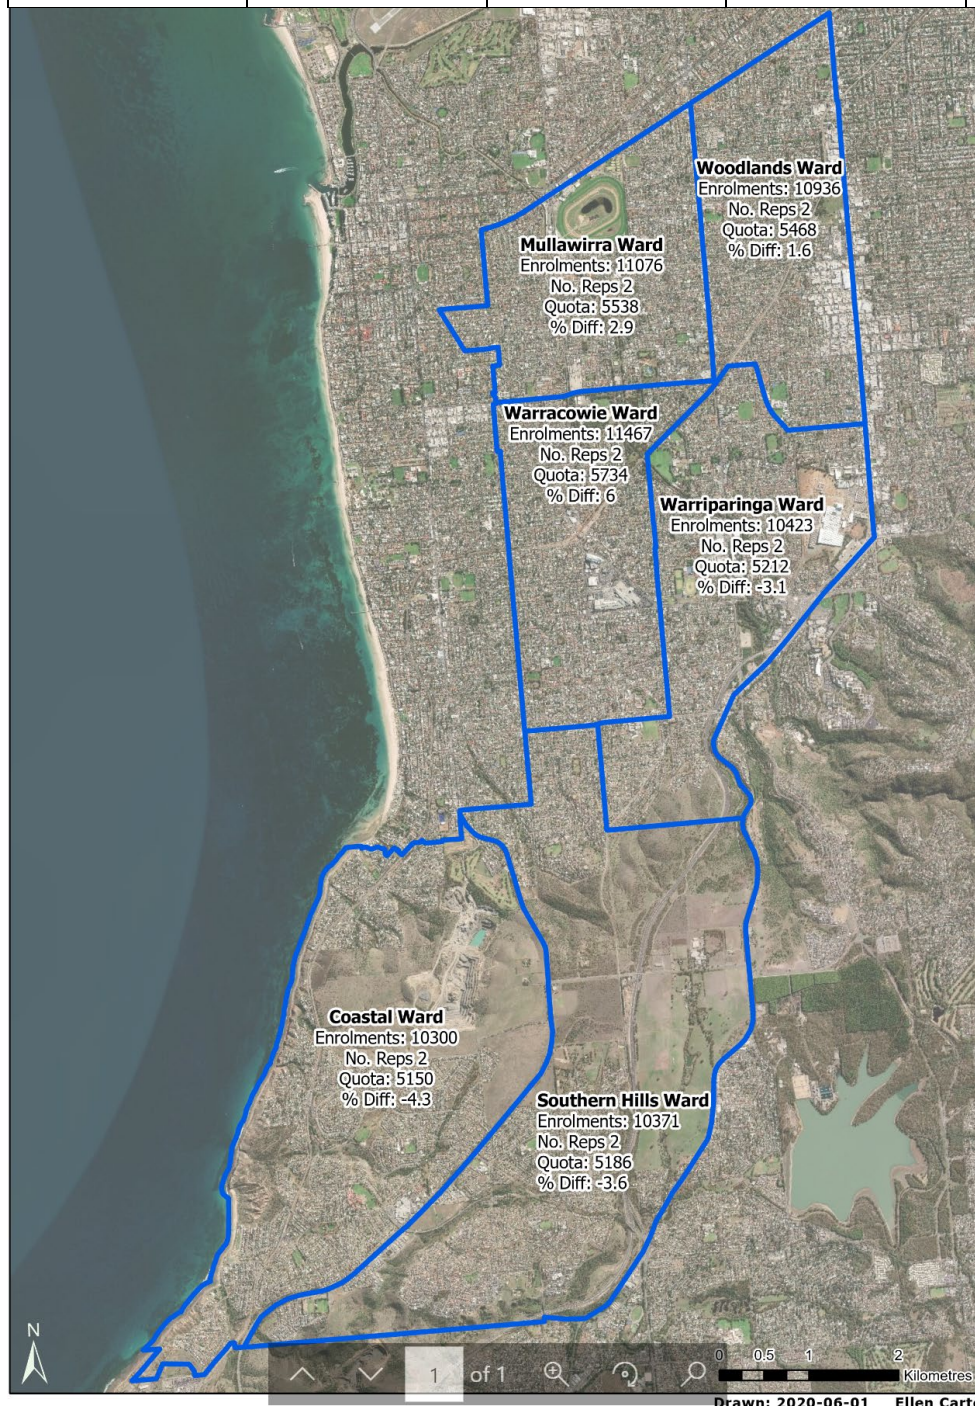 Woodlands Ward
Enrolments: 10936
No. Reps 2
Quota: 5468
% Diff: 1.6
Mullawirra Ward
Enrolments: 11076
No. Reps 2
Quota: 5538
% Diff: 2.9
Warracowie Ward
Enrolments: 11467
No. Reps 2
Quota: 5734
% Diff: 6
Warriparinga Ward
Enrolments: 10423
No. Reps 2
Quota: 5212
% Diff: -3.1
Coastal Ward
Enrolments: 10300
No. Reps 2
Quota: 5150
% Diff: -4.3
Southern Hills Ward
Enrolments: 10371
No. Reps 2
Quota: 5186
% Diff: -3.6
N
1 of 1
0 0.5 1 2
Kilometres
Drawn: 2020-06-01 Ellen Carte